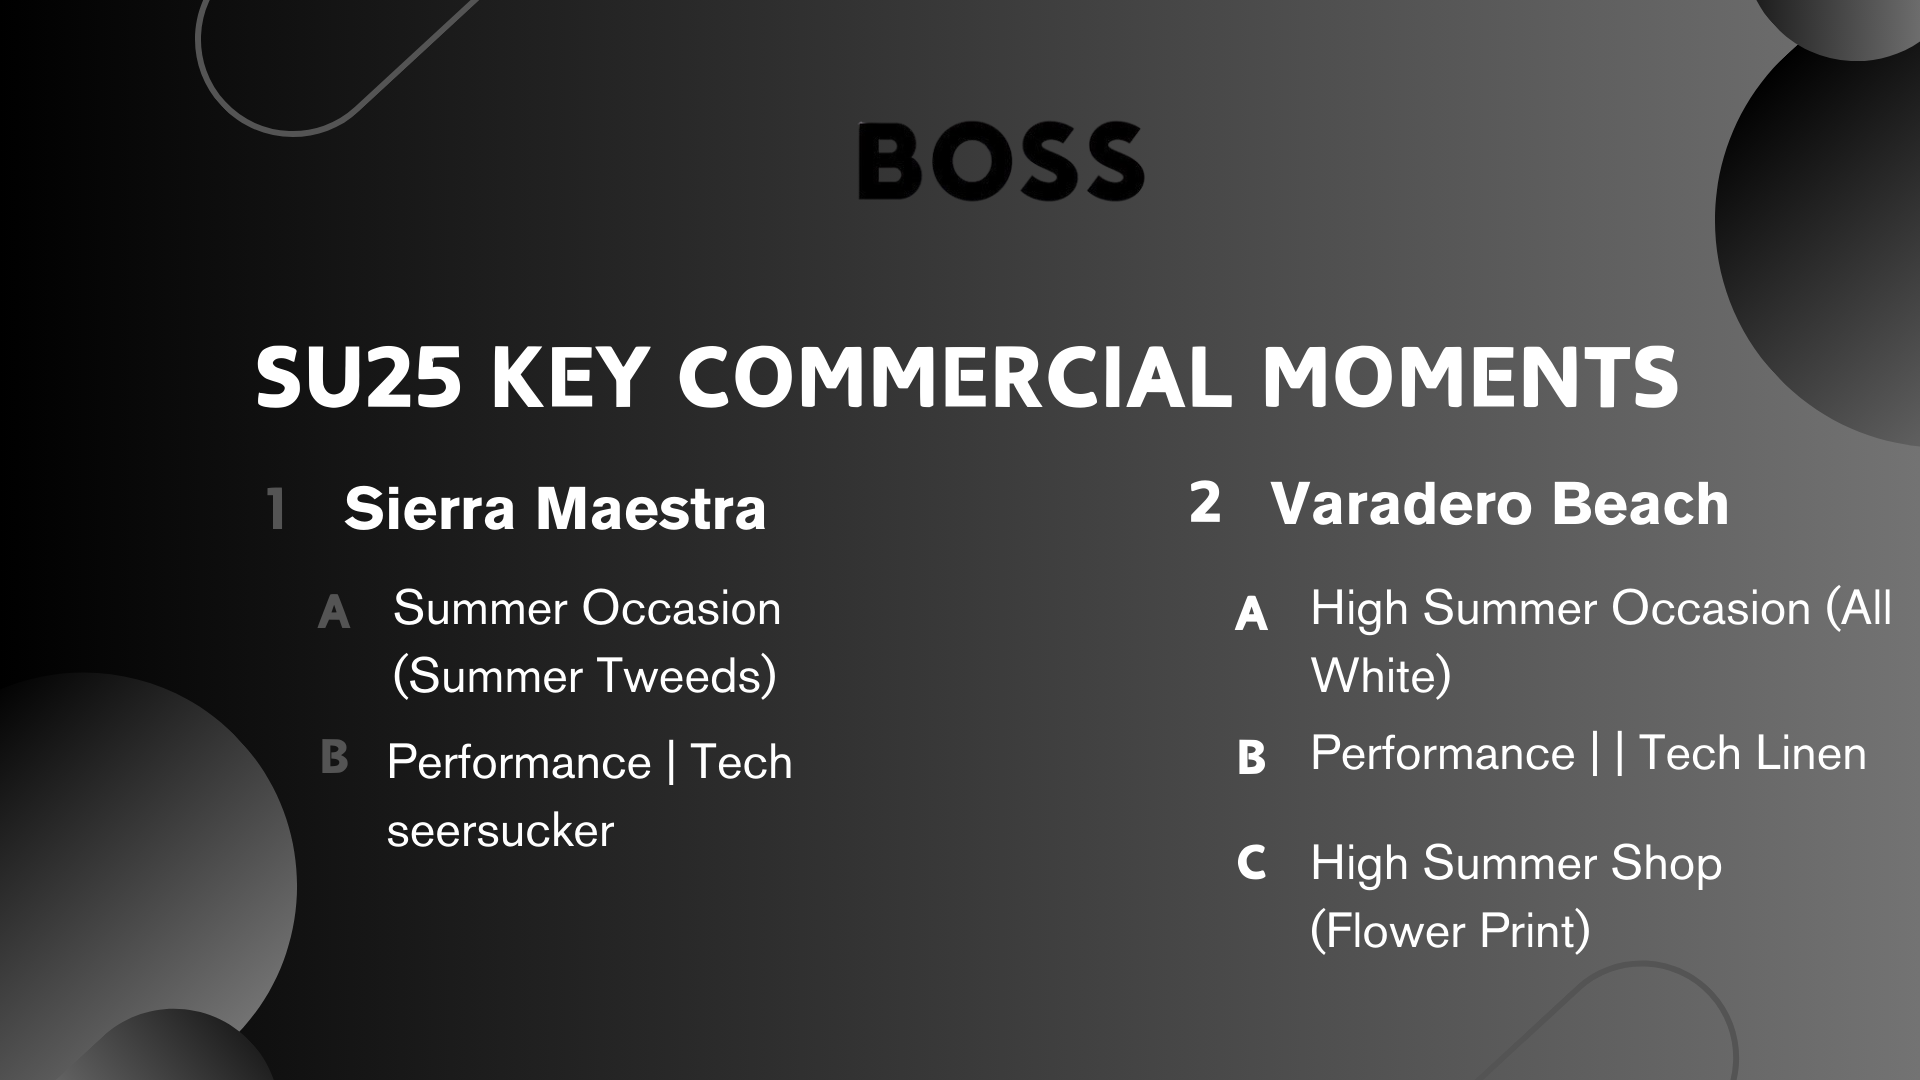 BOSS
SU25 KEY COMMERCIAL MOMENTS
1 Sierra Maestra
A Summer Occasion
(Summer Tweeds)
B Performance | Tech
seersucker
2 Varadero Beach
A High Summer Occasion (All
White)
B Performance | | Tech Linen
C High Summer Shop
(Flower Print)